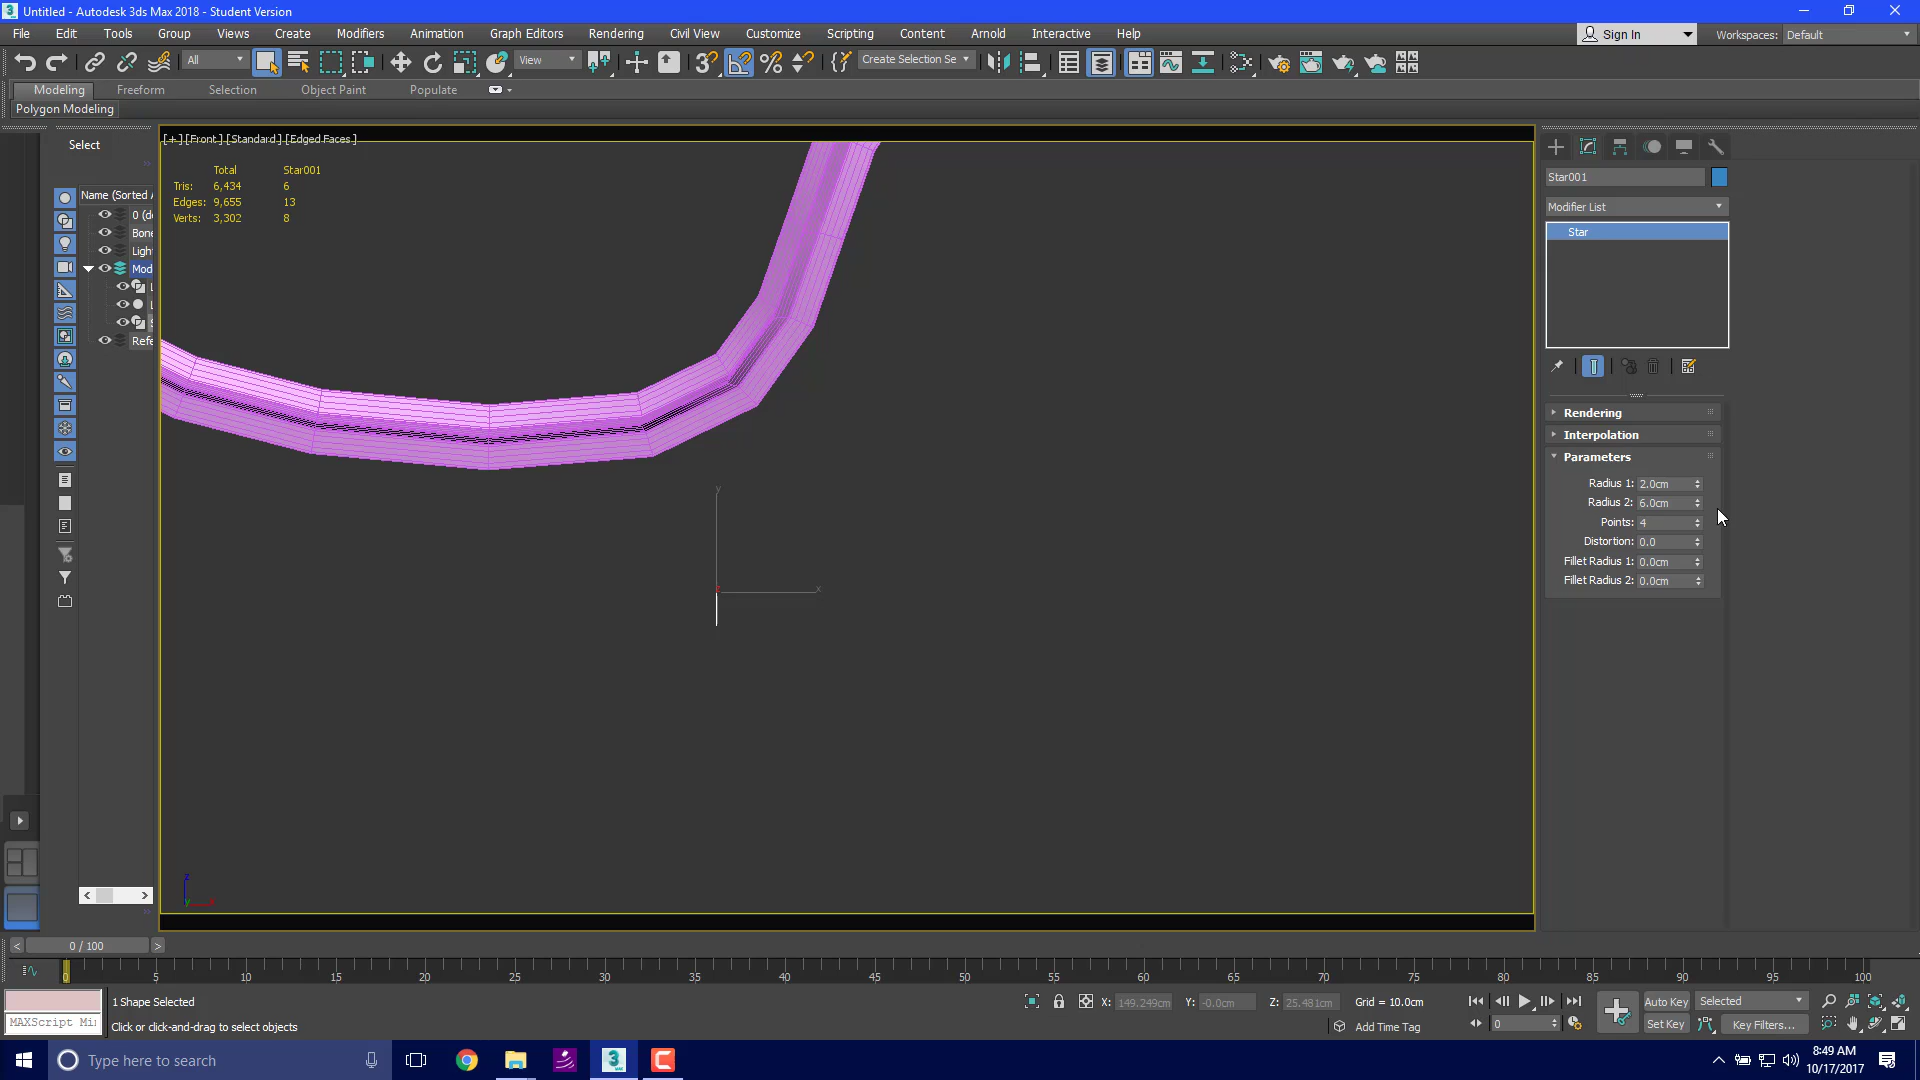 Untitled - Autodesk 3ds Max 2018 - Student Version
File Edit Tools Group Views Create Modifiers Animation Graph Editors Rendering Civil View Customize Scripting Content Arnold Interactive Help
Sign In Workspaces: Default
All View Create Selection Se
Modeling Freeform Selection Object Paint Populate
Polygon Modeling
Select
[+] [Front] [Standard] [Edged Faces]
Total Star001
Tris: 6,434 6
Edges: 9,655 13
Verts: 3,302 8
Name (Sorted A
0 (de
Bone
Light
Mod
Refe
y
x
z
x
y
Star001
Modifier List
Star
Rendering
Interpolation
Parameters
Radius 1: 2.0cm
Radius 2: 6.0cm
Points: 4
Distortion: 0.0
Fillet Radius 1: 0.0cm
Fillet Radius 2: 0.0cm
0 / 100
0 5 10 15 20 25 30 35 40 45 50 55 60 65 70 75 80 85 90 95 100
1 Shape Selected
X: 149.249cm Y: -0.0cm Z: 25.481cm Grid = 10.0cm
Auto Key Selected
MAXScript Mi
Click or click-and-drag to select objects
Add Time Tag
0
Set Key Key Filters...
Type here to search
8:49 AM
10/17/2017